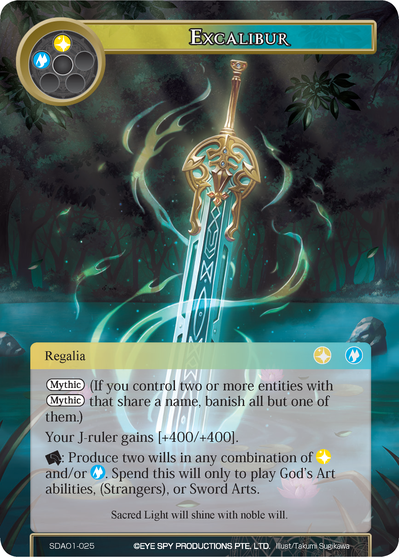 EXCALIBUR
Regalia
Mythic (If you control two or more entities with
Mythic that share a name, banish all but one of
them.)
Your J-ruler gains [+400/+400].
: Produce two wills in any combination of
and/or . Spend this will only to play God's Art
abilities, (Strangers), or Sword Arts.
Sacred Light will shine with noble will.
SDAO1-025 ©EYE SPY PRODUCTIONS PTE. LTD. Illust/Takumi Sugikawa